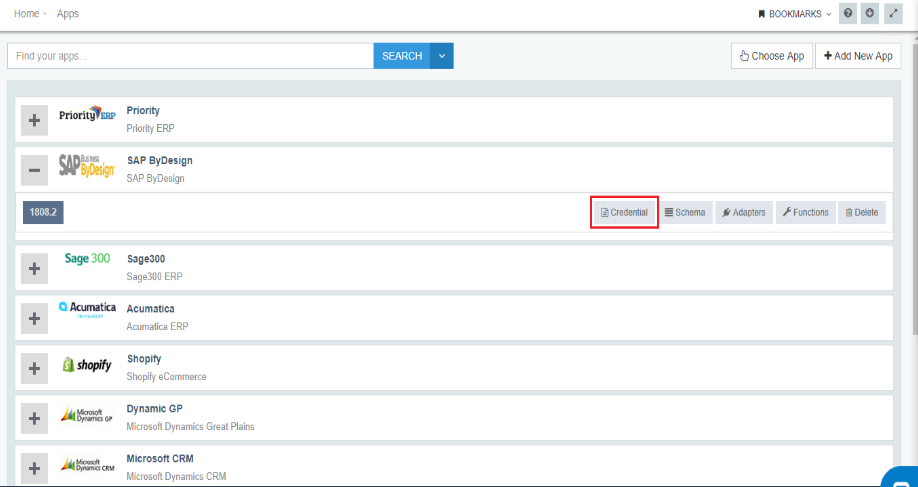 Home Apps
BOOKMARKS
Find your apps...
SEARCH
Choose App
Add New App
Priority ERP
Priority
Priority ERP
SAP Business ByDesign
SAP ByDesign
SAP ByDesign
1808.2
Credential Schema Adapters Functions Delete
Sage 300
Sage300
Sage300 ERP
Acumatica
Acumatica
Acumatica ERP
shopify
Shopify
Shopify eCommerce
Microsoft
Dynamics GP
Dynamic GP
Microsoft Dynamics Great Plains
Microsoft
Dynamics CRM
Microsoft CRM
Microsoft Dynamics CRM